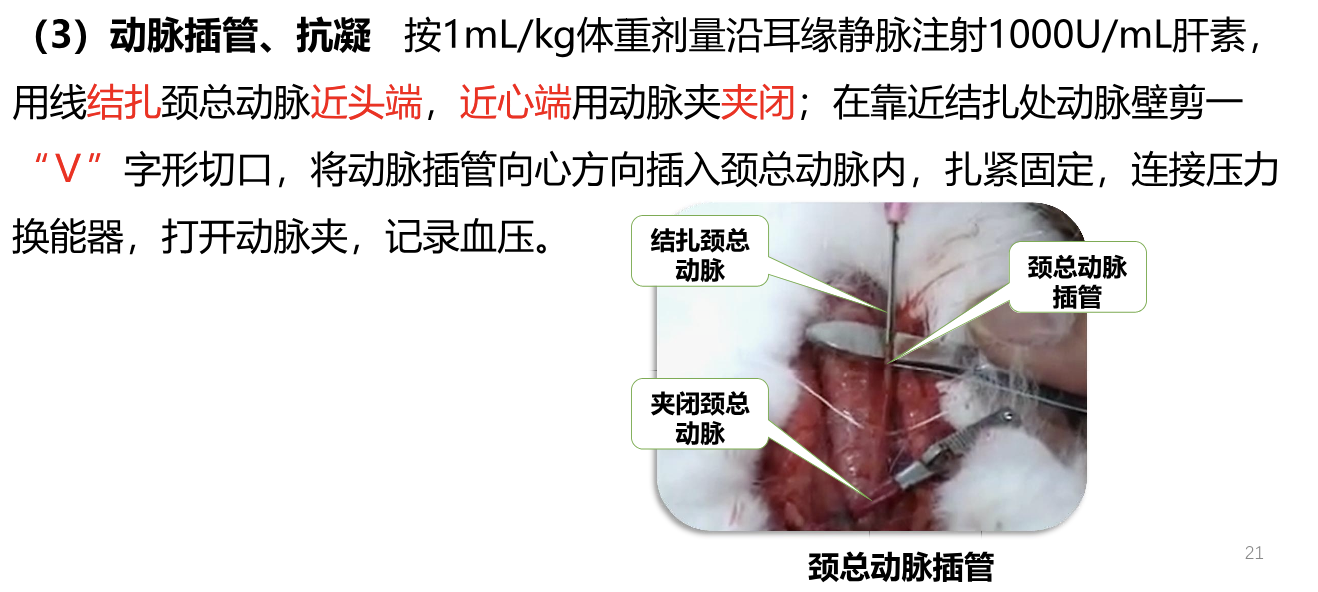 （3）动脉插管、抗凝 按1mL/kg体重剂量沿耳缘静脉注射1000U/mL肝素，
用线结扎颈总动脉近头端，近心端用动脉夹夹闭；在靠近结扎处动脉壁剪一
“V”字形切口，将动脉插管向心方向插入颈总动脉内，扎紧固定，连接压力
换能器，打开动脉夹，记录血压。
结扎颈总
动脉
颈总动脉
插管
夹闭颈总
动脉
颈总动脉插管
21